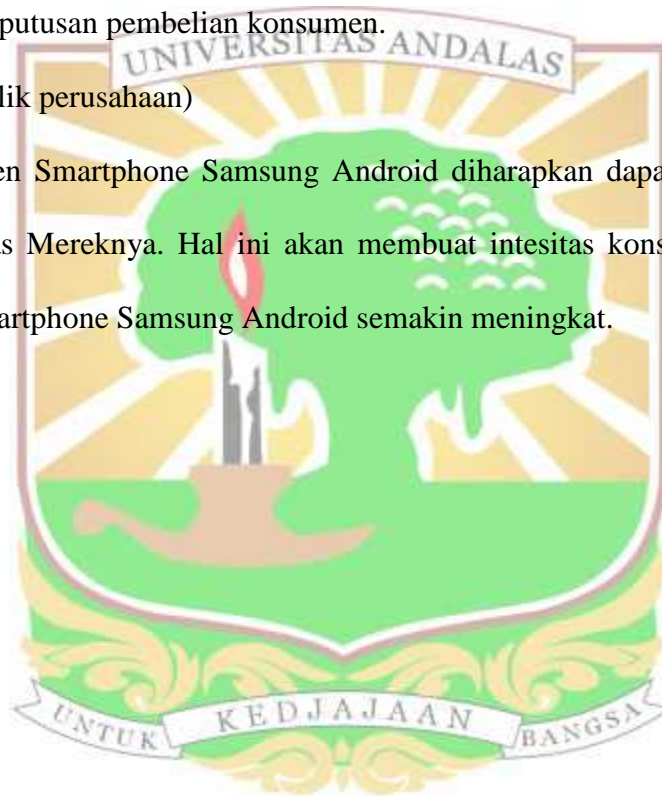 putusan pembelian konsumen.
UNIVERSITAS ANDALAS
lik perusahaan)
en Smartphone Samsung Android diharapkan dapa
s Mereknya. Hal ini akan membuat intesitas kons
artphone Samsung Android semakin meningkat.
UNTUK KEDJAJAAN BANGSA